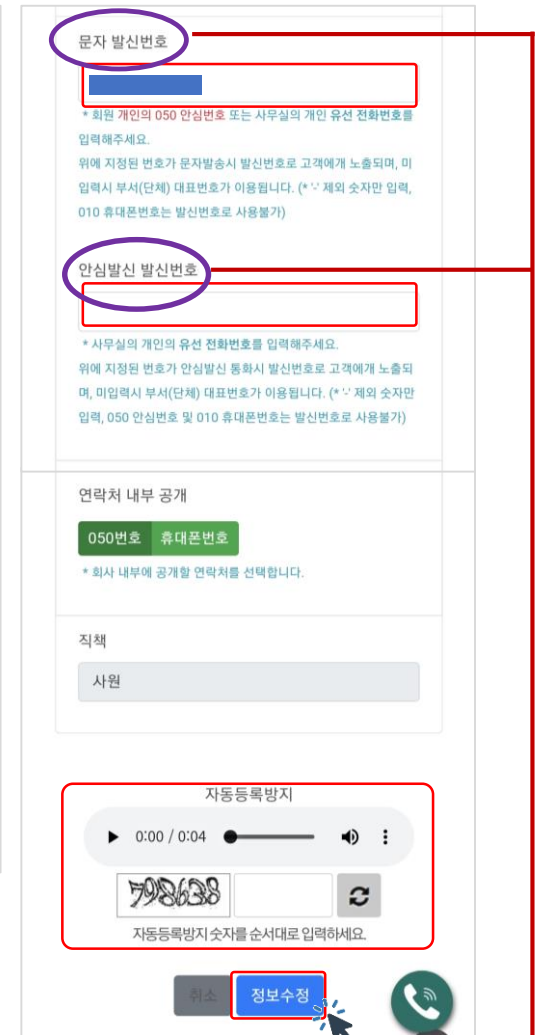 문자 발신번호
* 회원 개인의 050 안심번호 또는 사무실의 개인 유선 전화번호를
입력해주세요.
위에 지정된 번호가 문자발송시 발신번호로 고객에개 노출되며, 미
입력시 부서(단체) 대표번호가 이용됩니다. (* '-' 제외 숫자만 입력,
010 휴대폰번호는 발신번호로 사용불가)
안심발신 발신번호
* 사무실의 개인의 유선 전화번호를 입력해주세요.
위에 지정된 번호가 안심발신 통화시 발신번호로 고객에개 노출되
며, 미입력시 부서(단체) 대표번호가 이용됩니다. (* '-' 제외 숫자만
입력, 050 안심번호 및 010 휴대폰번호는 발신번호로 사용불가)
연락처 내부 공개
050번호 휴대폰번호
* 회사 내부에 공개할 연락처를 선택합니다.
직책
사원
자동등록방지
0:00 / 0:04
798638
자동등록방지 숫자를 순서대로 입력하세요.
취소 정보수정